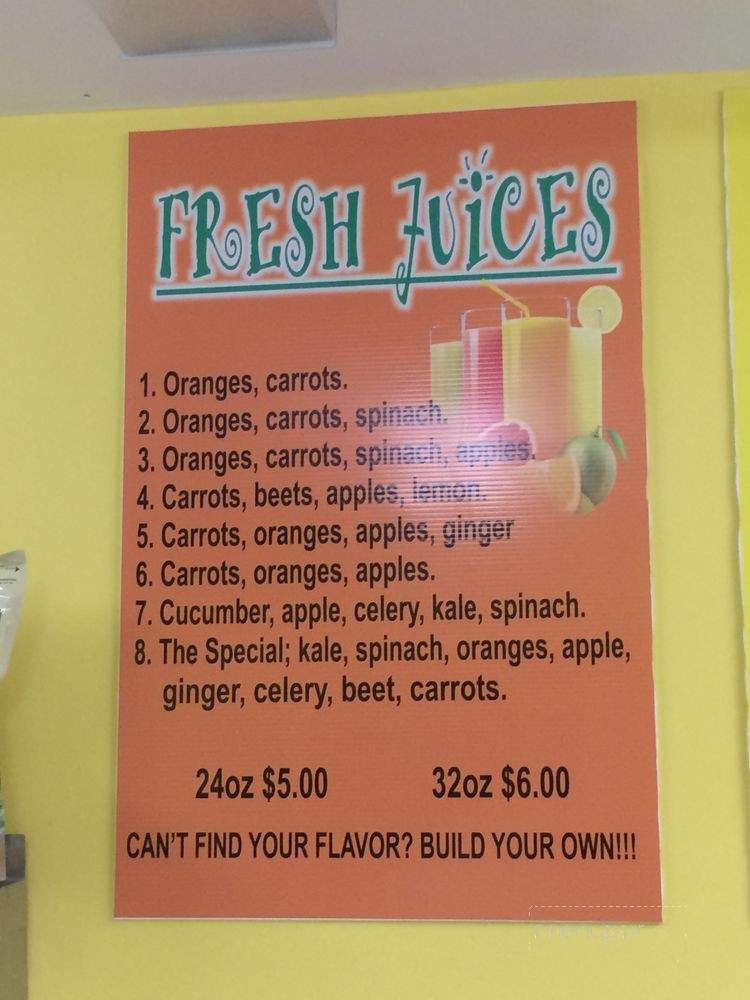 FRESH JUICES
1. Oranges, carrots.
2. Oranges, carrots, spinach.
3. Oranges, carrots, spinach, apples.
4. Carrots, beets, apples, lemon.
5. Carrots, oranges, apples, ginger
6. Carrots, oranges, apples.
7. Cucumber, apple, celery, kale, spinach.
8. The Special; kale, spinach, oranges, apple,
ginger, celery, beet, carrots.
24oz $5.00 32oz $6.00
CAN'T FIND YOUR FLAVOR? BUILD YOUR OWN!!!